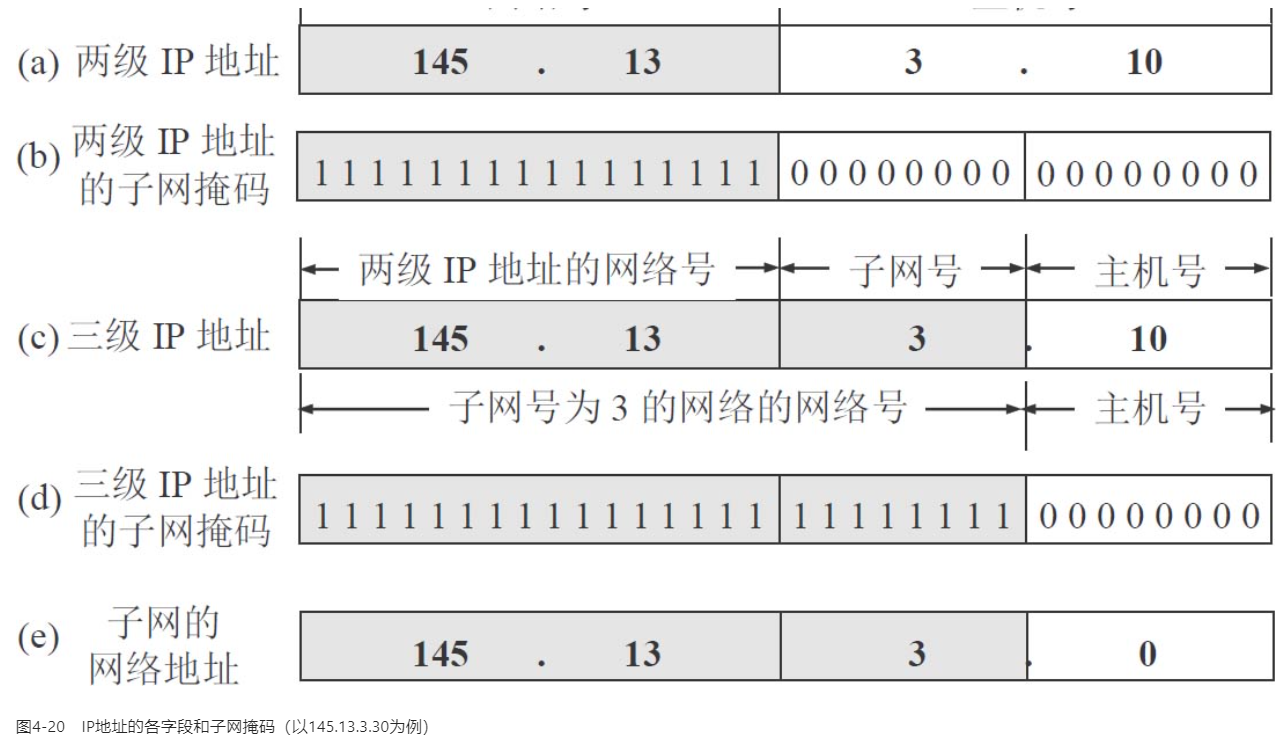 (a) 两级 IP 地址 145 . 13 3 . 10
(b) 两级 IP 地址
的子网掩码
1 1 1 1 1 1 1 1 1 1 1 1 1 1 1 1 0 0 0 0 0 0 0 0 0 0 0 0 0 0 0 0
两级 IP 地址的网络号 子网号 主机号
(c) 三级 IP 地址 145 . 13 3 . 10
子网号为 3 的网络的网络号 主机号
(d) 三级 IP 地址
的子网掩码
1 1 1 1 1 1 1 1 1 1 1 1 1 1 1 1 1 1 1 1 1 1 1 1 0 0 0 0 0 0 0 0
(e) 子网的
网络地址
145 . 13 3 . 0
图4-20 IP地址的各字段和子网掩码（以145.13.3.30为例）